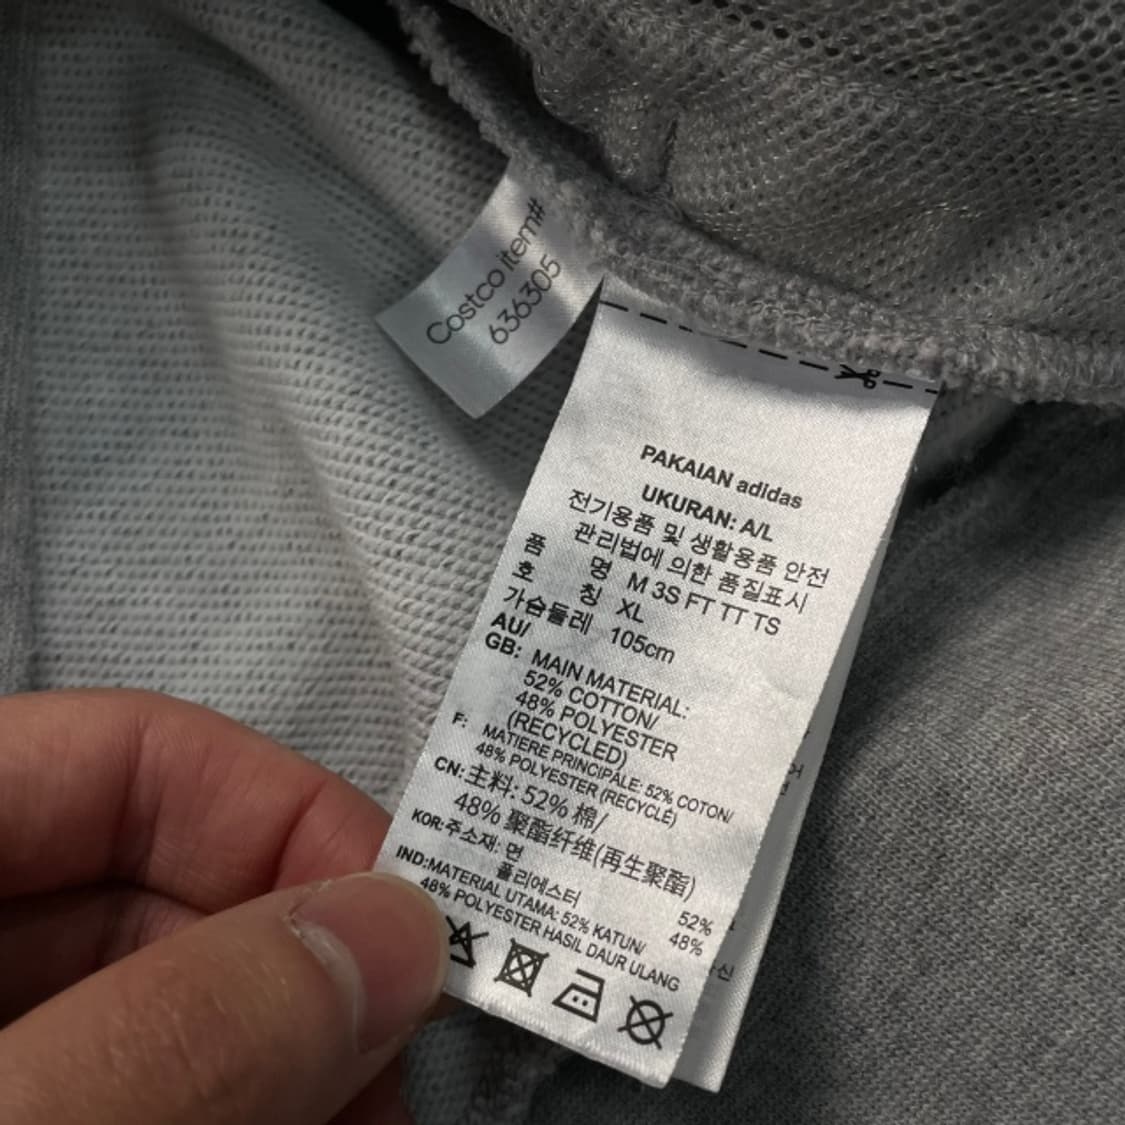 Costco item#
636305
PAKAIAN adidas
UKURAN: A/L
전기용품 및 생활용품 안전
관리법에 의한 품질표시
품 명 M 3S FT TT TS
호 칭 XL
가슴둘레 105cm
AU/
GB: MAIN MATERIAL:
52% COTTON/
48% POLYESTER
(RECYCLED)
F: MATIERE PRINCIPALE: 52% COTON/
48% POLYESTER (RECYCLÉ)
CN: 主料: 52% 棉/
48% 聚酯纤维(再生聚酯)
KOR: 주소재: 면 52%
폴리에스터 48%
IND:MATERIAL UTAMA: 52% KATUN/
48% POLYESTER HASIL DAUR ULANG